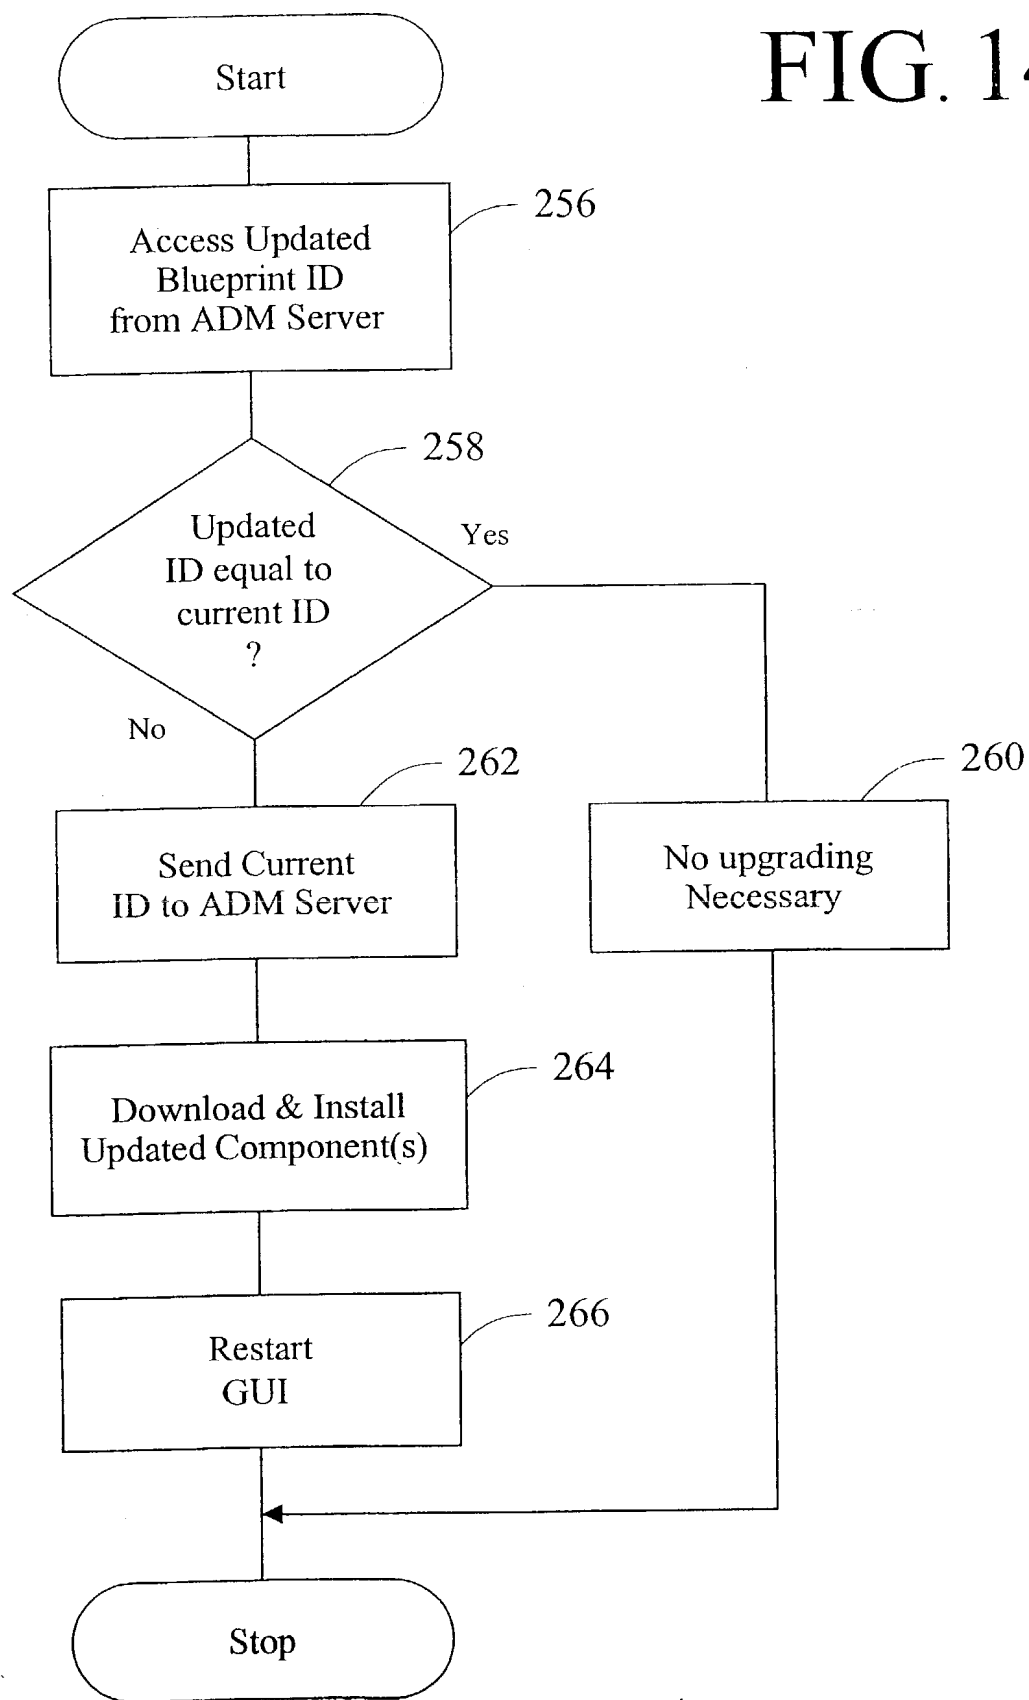 FIG. 14
Start
256
Access Updated
Blueprint ID
from ADM Server
258
Updated
ID equal to
current ID
?
Yes
No
262
Send Current
ID to ADM Server
260
No upgrading
Necessary
264
Download & Install
Updated Component(s)
266
Restart
GUI
Stop